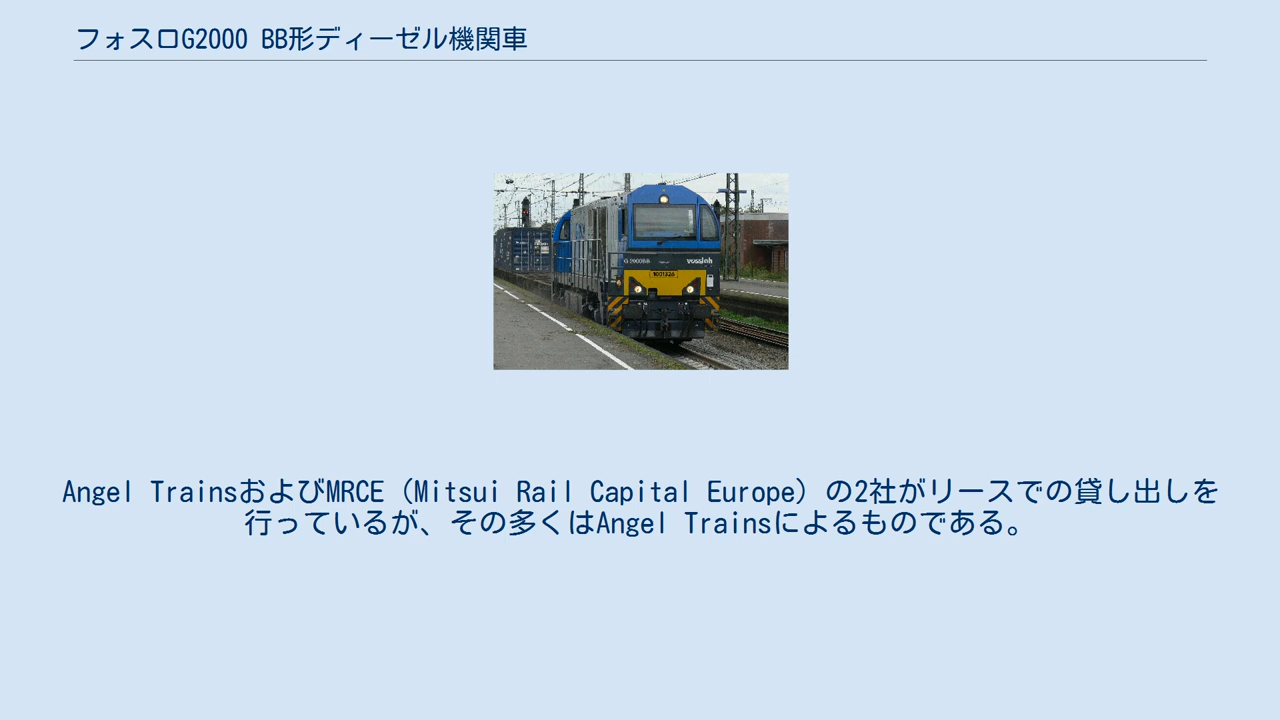 フォスロG2000 BB形ディーゼル機関車
G 2000BB
vossloh
1001326
Angel TrainsおよびMRCE（Mitsui Rail Capital Europe）の2社がリースでの貸し出しを
行っているが、その多くはAngel Trainsによるものである。